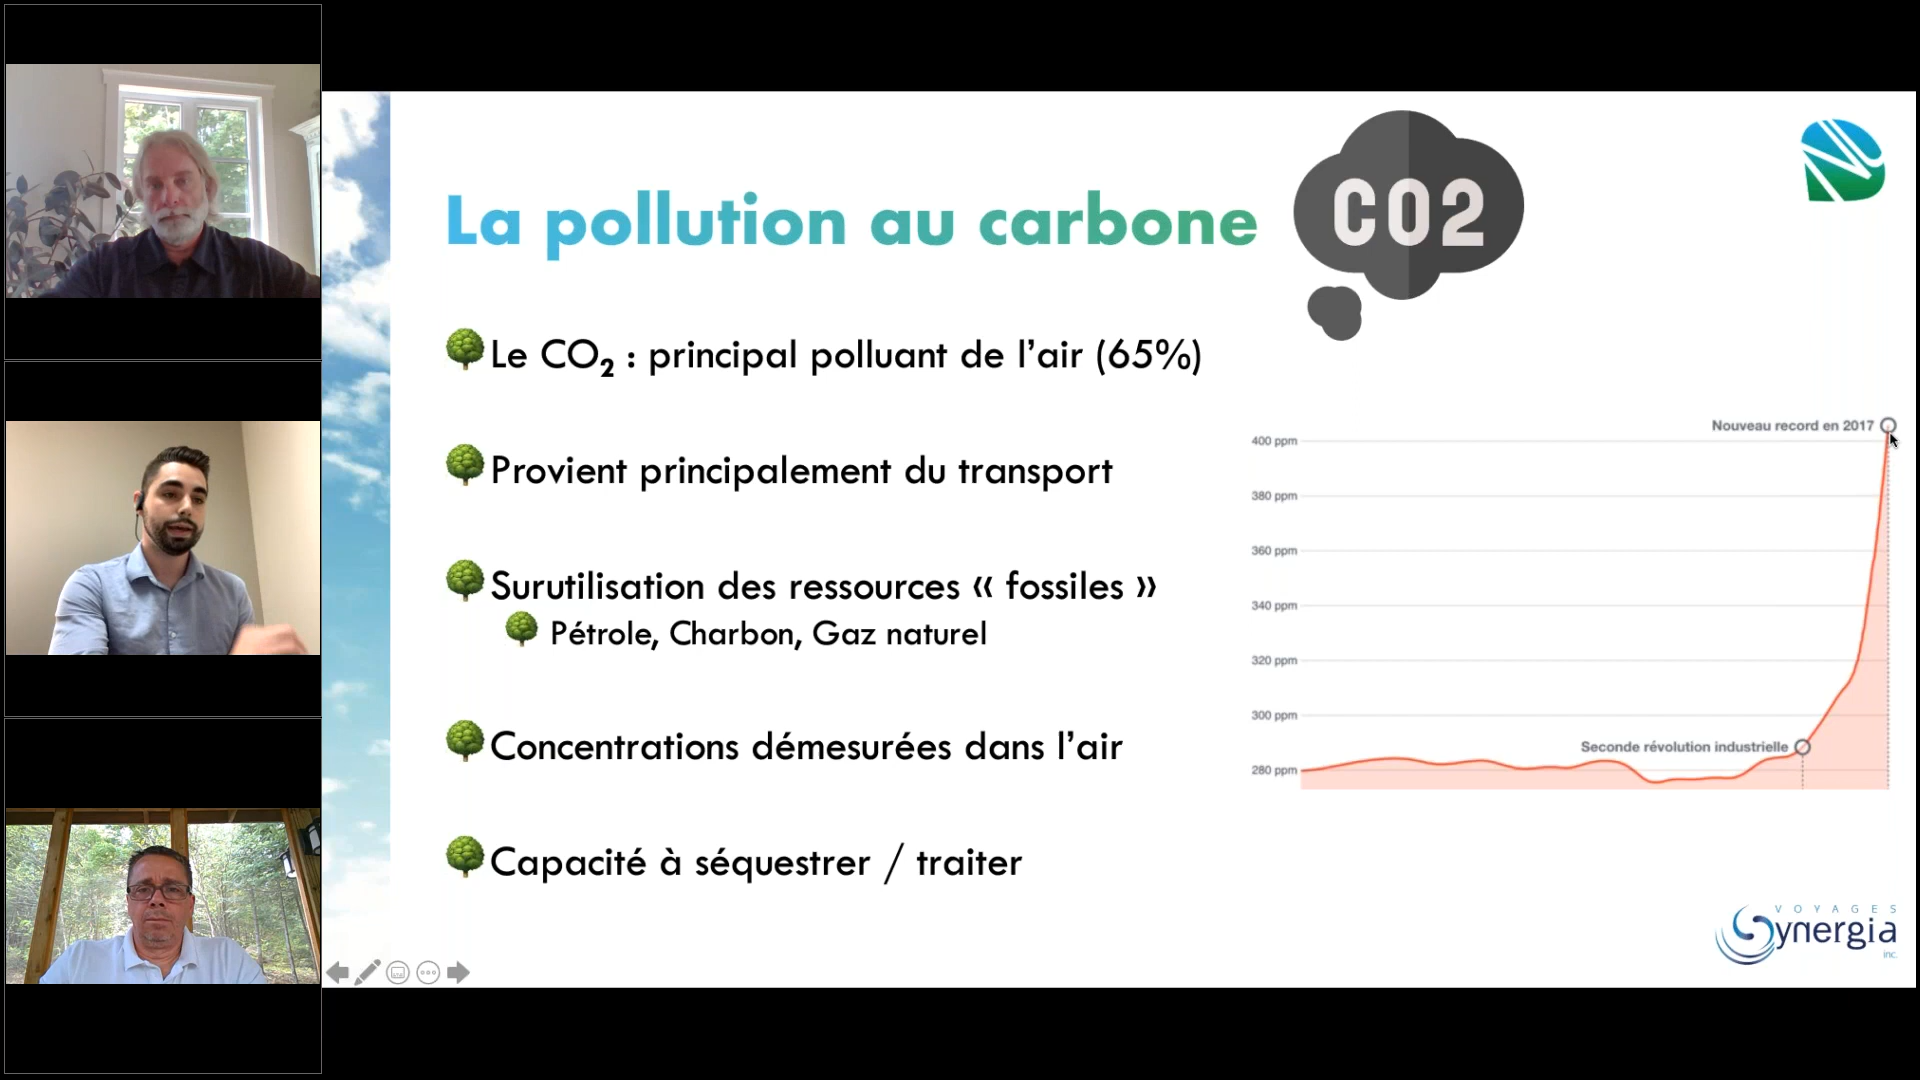 La pollution au carbone
CO2
Le CO₂ : principal polluant de l’air (65%)
Provient principalement du transport
Surutilisation des ressources « fossiles »
Pétrole, Charbon, Gaz naturel
Concentrations démesurées dans l’air
Capacité à séquestrer / traiter
Nouveau record en 2017
400 ppm
380 ppm
360 ppm
340 ppm
320 ppm
300 ppm
Seconde révolution industrielle
280 ppm
VOYAGES
Synergia
inc.